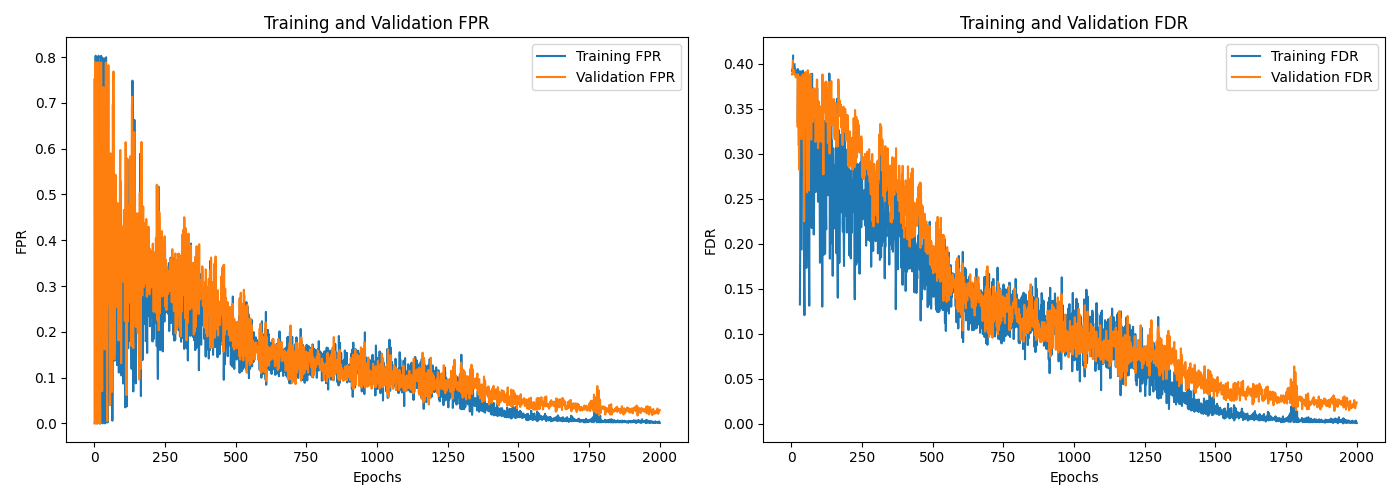 Training and Validation FPR
Training FPR
Validation FPR
FPR
0.8
0.7
0.6
0.5
0.4
0.3
0.2
0.1
0.0
0 250 500 750 1000 1250 1500 1750 2000
Epochs
Training and Validation FDR
Training FDR
Validation FDR
FDR
0.40
0.35
0.30
0.25
0.20
0.15
0.10
0.05
0.00
0 250 500 750 1000 1250 1500 1750 2000
Epochs